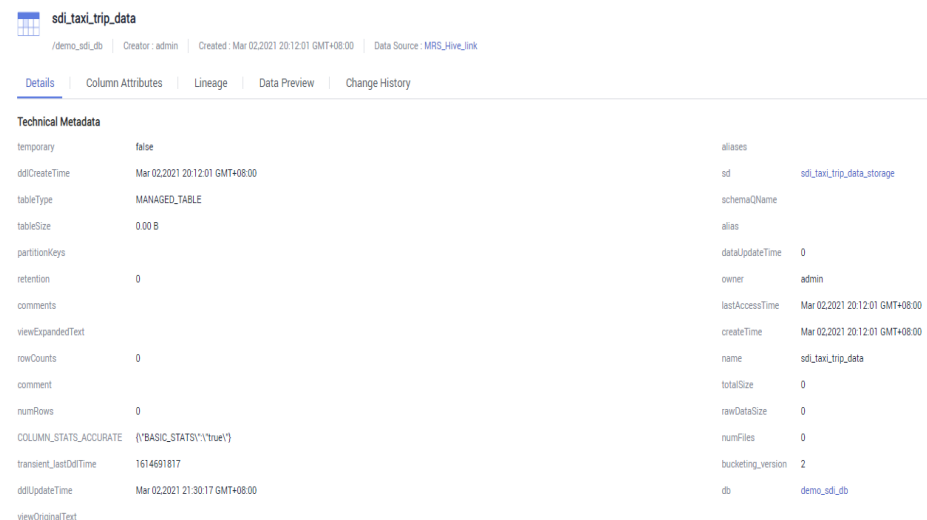 sdi_taxi_trip_data
/demo_sdi_db Creator : admin Created : Mar 02,2021 20:12:01 GMT+08:00 Data Source : MRS_Hive_link
Details Column Attributes Lineage Data Preview Change History
Technical Metadata
temporary false aliases
ddlCreateTime Mar 02,2021 20:12:01 GMT+08:00 sd sdi_taxi_trip_data_storage
tableType MANAGED_TABLE schemaQName
tableSize 0.00 B alias
partitionKeys dataUpdateTime 0
retention 0 owner admin
comments lastAccessTime Mar 02,2021 20:12:01 GMT+08:00
viewExpandedText createTime Mar 02,2021 20:12:01 GMT+08:00
rowCounts 0 name sdi_taxi_trip_data
comment totalSize 0
numRows 0 rawDataSize 0
COLUMN_STATS_ACCURATE {\"BASIC_STATS\":\"true\"} numFiles 0
transient_lastDdlTime 1614691817 bucketing_version 2
ddlUpdateTime Mar 02,2021 21:30:17 GMT+08:00 db demo_sdi_db
viewOriginalText